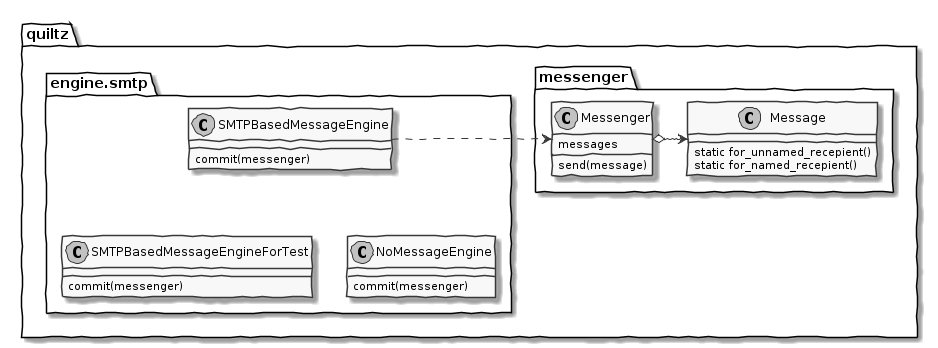 quiltz
engine.smtp
C SMTPBasedMessageEngine
commit(messenger)
C SMTPBasedMessageEngineForTest
commit(messenger)
C NoMessageEngine
commit(messenger)
messenger
C Messenger
messages
send(message)
C Message
static for_unnamed_recepient()
static for_named_recepient()